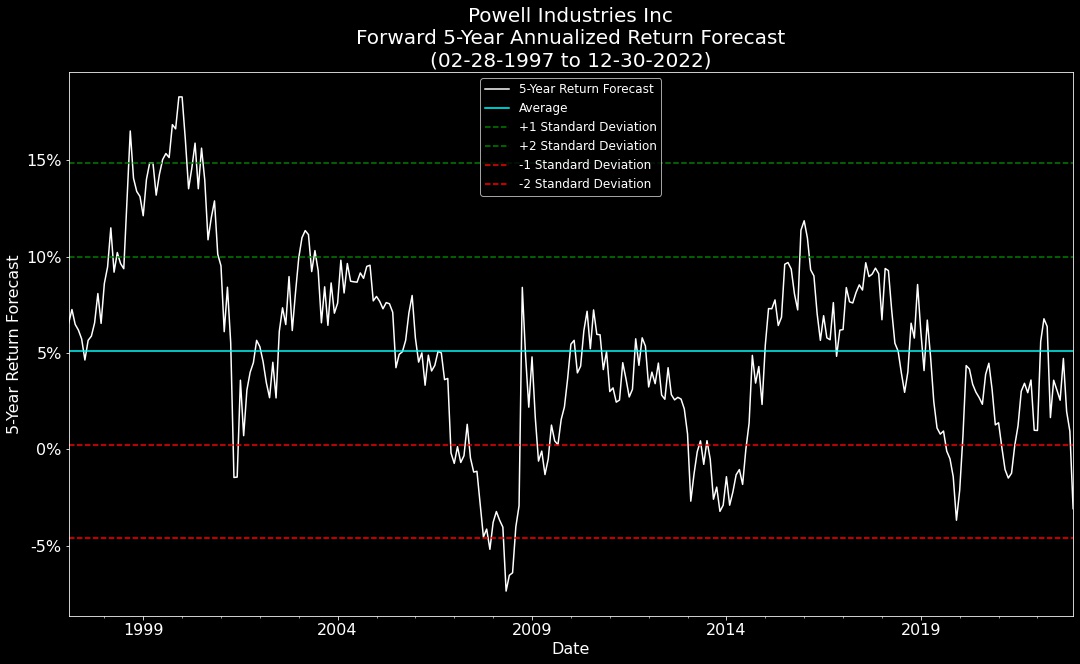 Powell Industries Inc
Forward 5-Year Annualized Return Forecast
(02-28-1997 to 12-30-2022)
5-Year Return Forecast
Average
+1 Standard Deviation
+2 Standard Deviation
-1 Standard Deviation
-2 Standard Deviation
5-Year Return Forecast
15%
10%
5%
0%
-5%
1999
2004
2009
2014
2019
Date